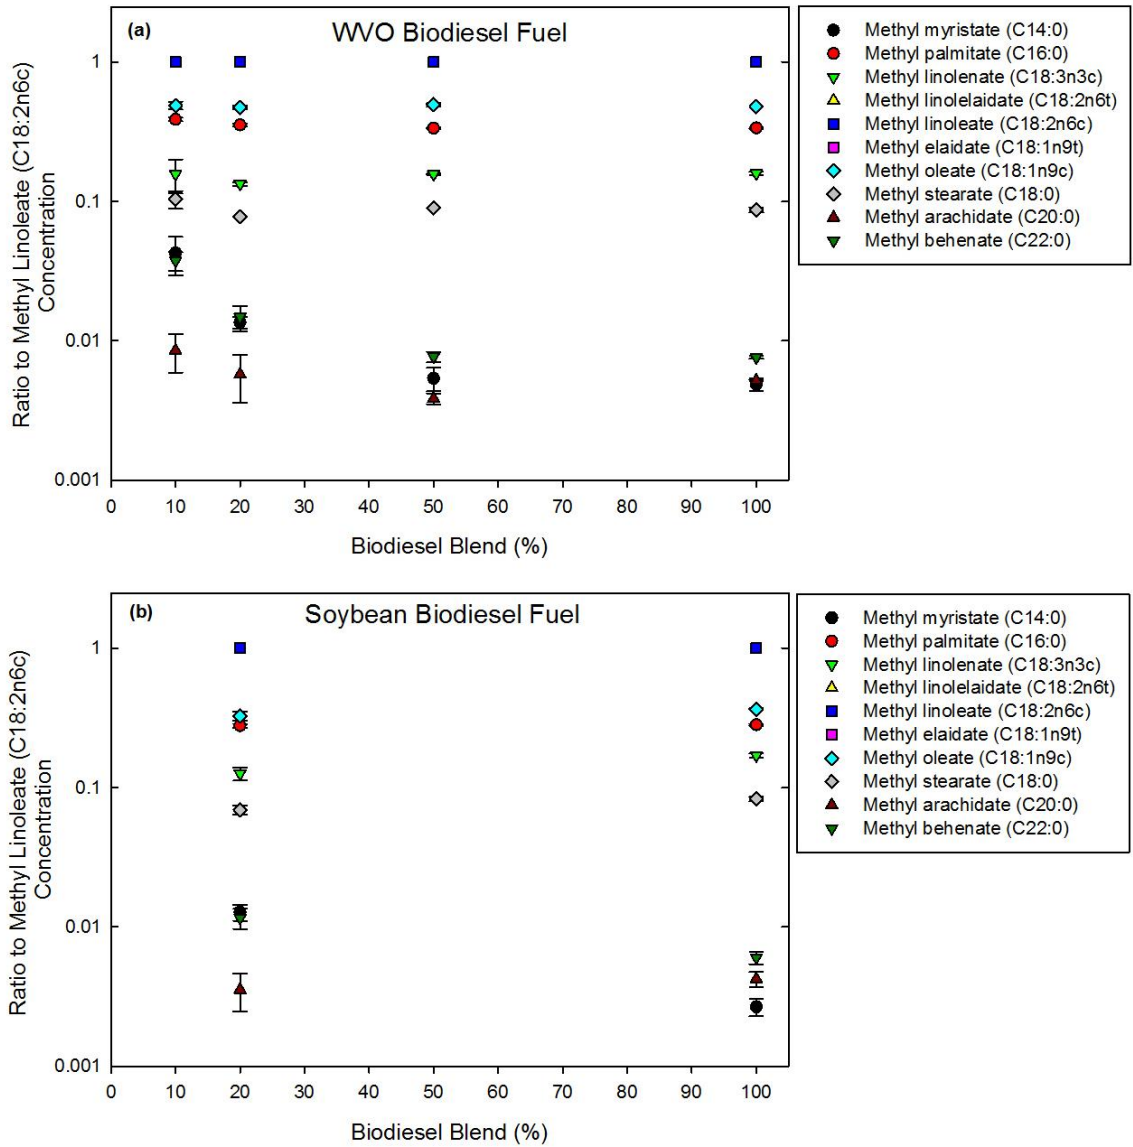 (a)
WVO Biodiesel Fuel
Ratio to Methyl Linoleate (C18:2n6c)
Concentration
1
0.1
0.01
0.001
0
10
20
30
40
50
60
70
80
90
100
Biodiesel Blend (%)
Methyl myristate (C14:0)
Methyl palmitate (C16:0)
Methyl linolenate (C18:3n3c)
Methyl linolelaidate (C18:2n6t)
Methyl linoleate (C18:2n6c)
Methyl elaidate (C18:1n9t)
Methyl oleate (C18:1n9c)
Methyl stearate (C18:0)
Methyl arachidate (C20:0)
Methyl behenate (C22:0)
(b)
Soybean Biodiesel Fuel
Ratio to Methyl Linoleate (C18:2n6c)
Concentration
1
0.1
0.01
0.001
0
10
20
30
40
50
60
70
80
90
100
Biodiesel Blend (%)
Methyl myristate (C14:0)
Methyl palmitate (C16:0)
Methyl linolenate (C18:3n3c)
Methyl linolelaidate (C18:2n6t)
Methyl linoleate (C18:2n6c)
Methyl elaidate (C18:1n9t)
Methyl oleate (C18:1n9c)
Methyl stearate (C18:0)
Methyl arachidate (C20:0)
Methyl behenate (C22:0)